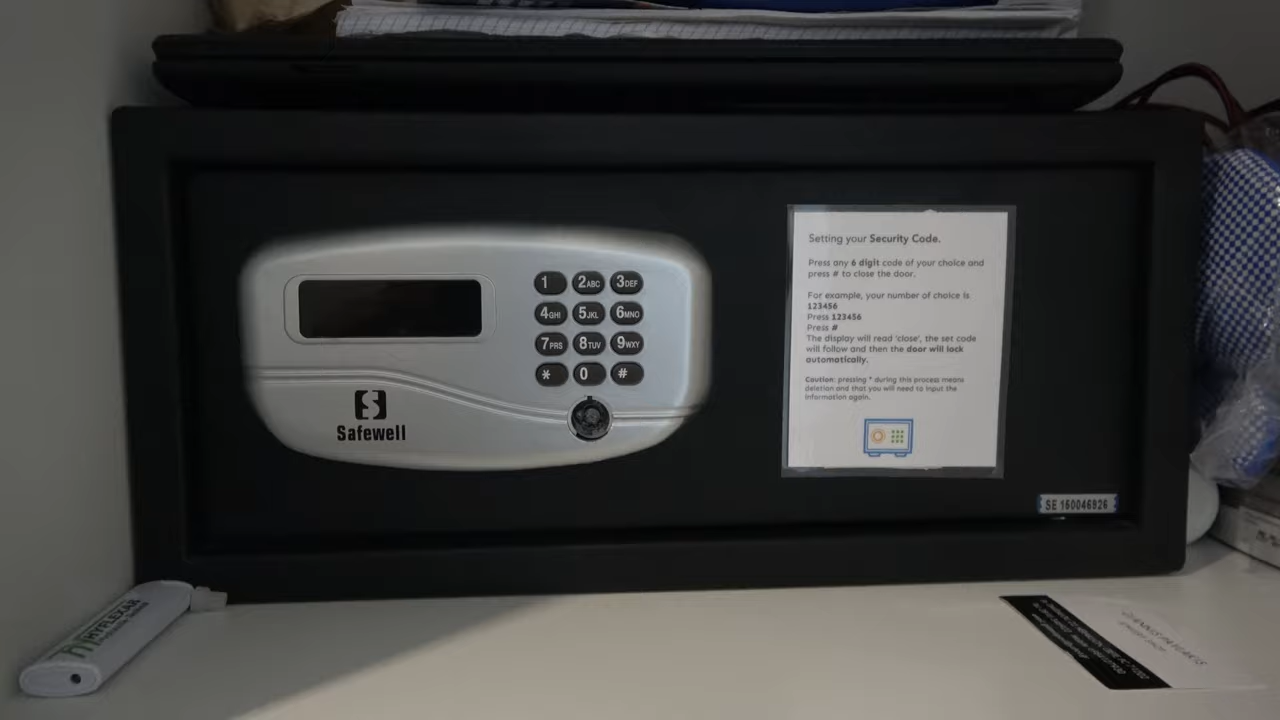 1 2ABC 3DEF
4GHI 5JKL 6MNO
7PRS 8TUV 9WXY
* 0 #
Safewell
Setting your Security Code.
Press any 6 digit code of your choice and
press # to close the door.
For example, your number of choice is
123456
Press 123456
Press #
The display will read 'close', the set code
will follow and then the door will lock
automatically.
Caution: pressing * during this process means
deletion and that you will need to input the
information again.
SE 150046926
HYFLEXAR